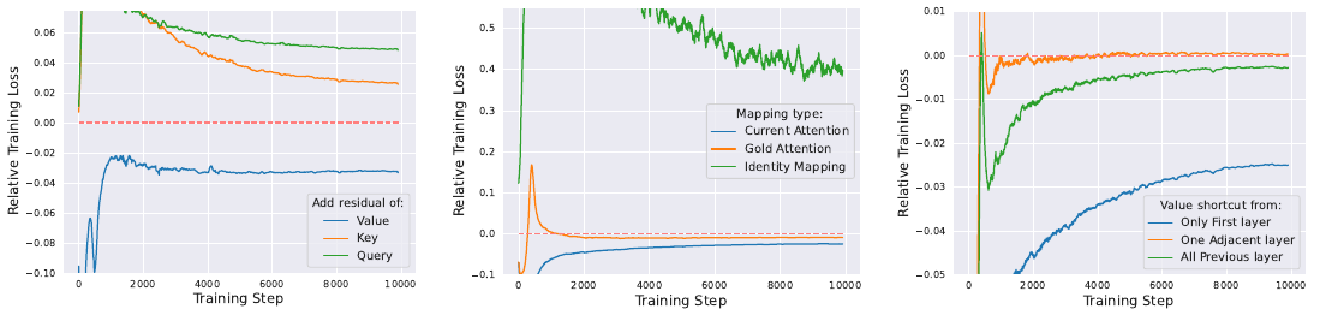 0.06
0.04
0.02
0.00
−0.02
−0.04
−0.06
−0.08
−0.10
Relative Training Loss
Add residual of:
Value
Key
Query
0 2000 4000 6000 8000 10000
Training Step
0.5
0.4
0.3
0.2
0.1
0.0
−0.1
Relative Training Loss
Mapping type:
Current Attention
Gold Attention
Identity Mapping
0 2000 4000 6000 8000 10000
Training Step
0.01
0.00
−0.01
−0.02
−0.03
−0.04
−0.05
Relative Training Loss
Value shortcut from:
Only First layer
One Adjacent layer
All Previous layer
0 2000 4000 6000 8000 10000
Training Step